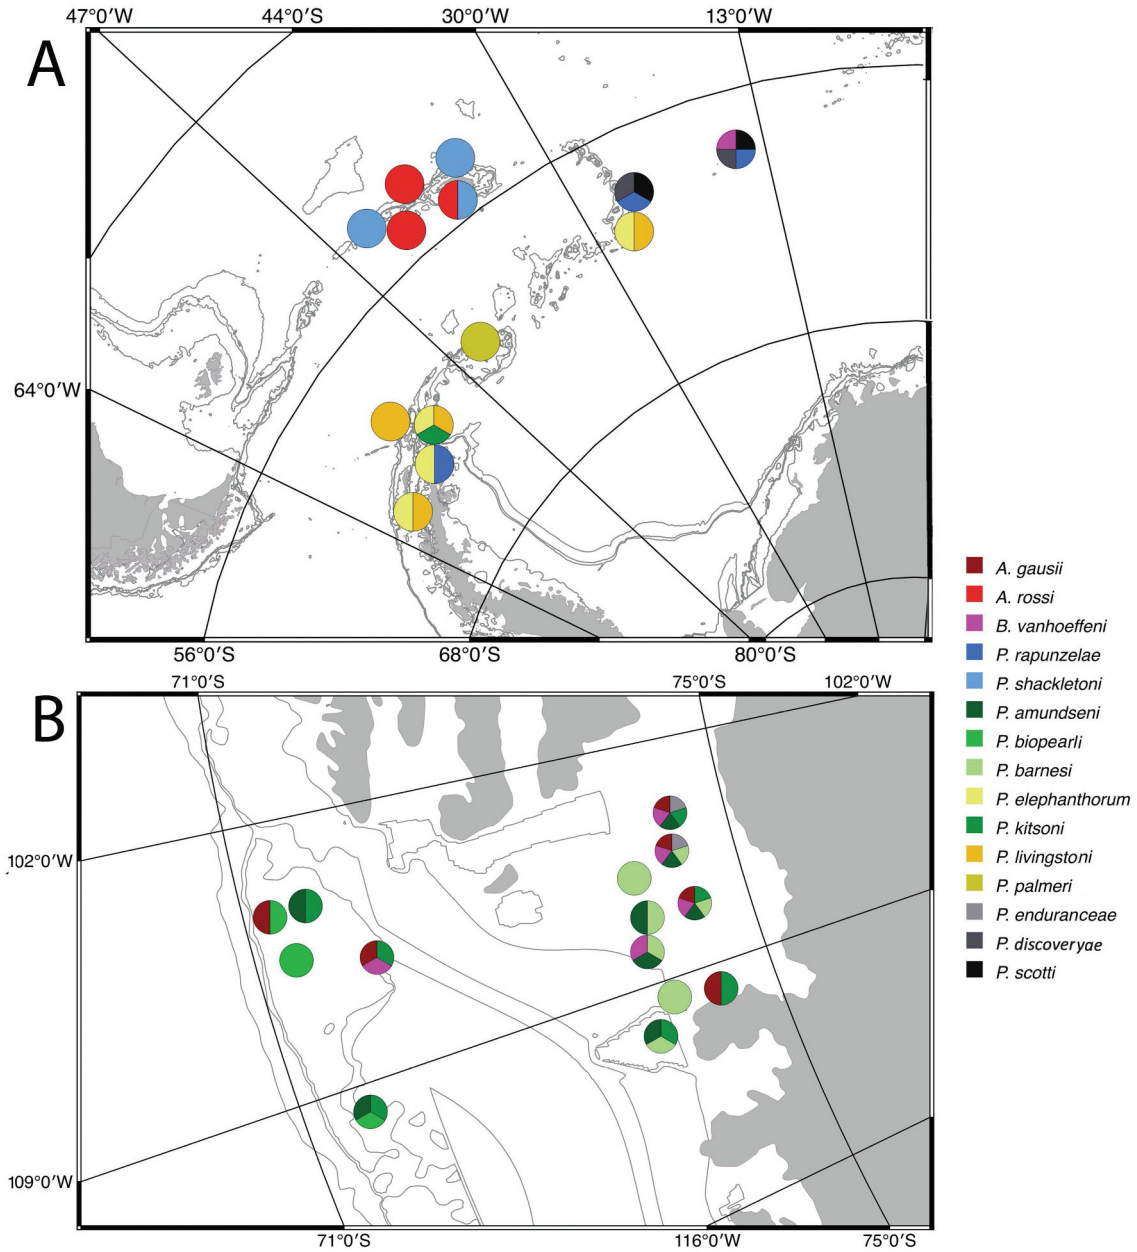 47°0′W 44°0′S 30°0′W 13°0′W
A
64°0′W
56°0′S 68°0′S 80°0′S
A. gausii
A. rossi
B. vanhoeffeni
P. rapunzelae
P. shackletoni
P. amundseni
P. biopearli
P. barnesi
P. elephanthorum
P. kitsoni
P. livingstoni
P. palmeri
P. enduranceae
P. discoveryae
P. scotti
71°0′S 75°0′S 102°0′W
B
102°0′W
109°0′W
71°0′S 116°0′W 75°0′S